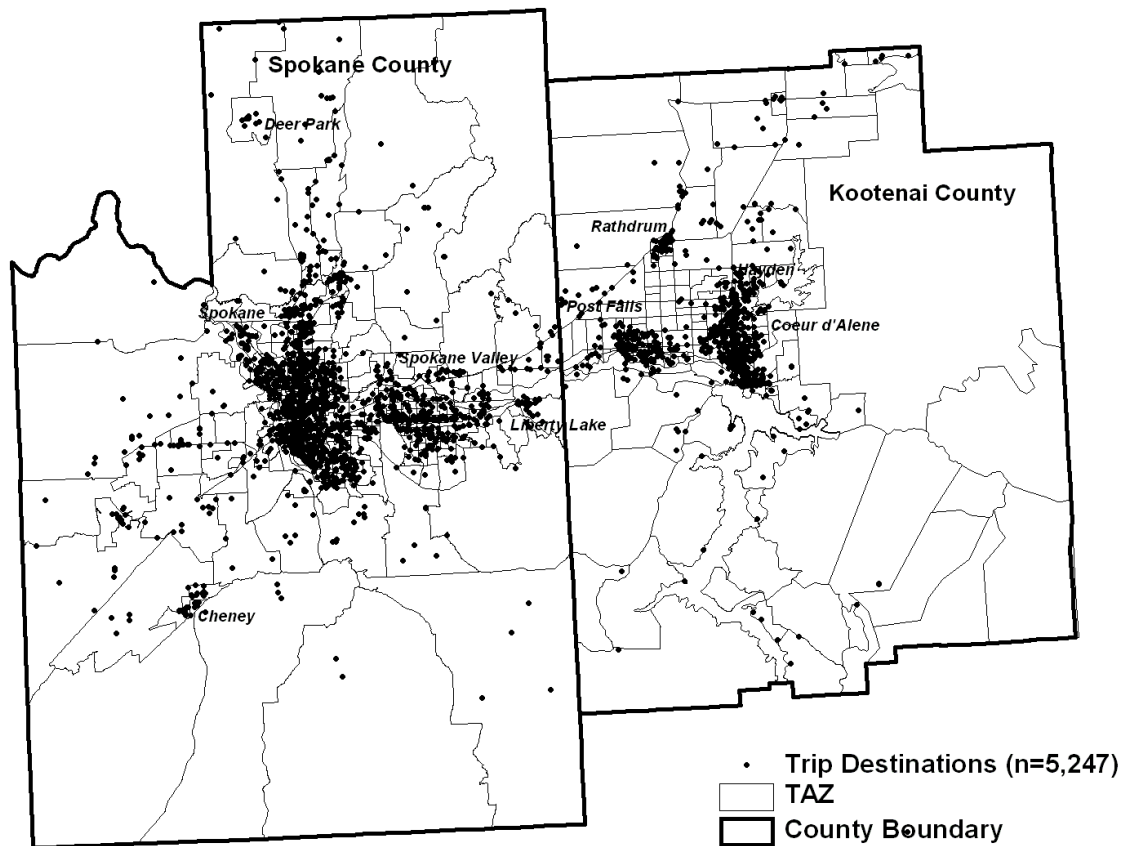 Spokane County
Deer Park
Kootenai County
Rathdrum
Hayden
Post Falls
Spokane
Coeur d'Alene
Spokane Valley
Liberty Lake
Cheney
Trip Destinations (n=5,247)
TAZ
County Boundary